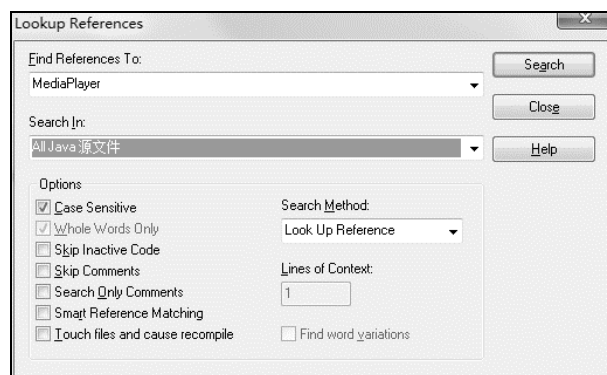 Lookup References
Find References To:
MediaPlayer
Search In:
All Java 源文件
Search
Close
Help
Options
Case Sensitive
Whole Words Only
Skip Inactive Code
Skip Comments
Search Only Comments
Smart Reference Matching
Touch files and cause recompile
Search Method:
Look Up Reference
Lines of Context:
1
Find word variations